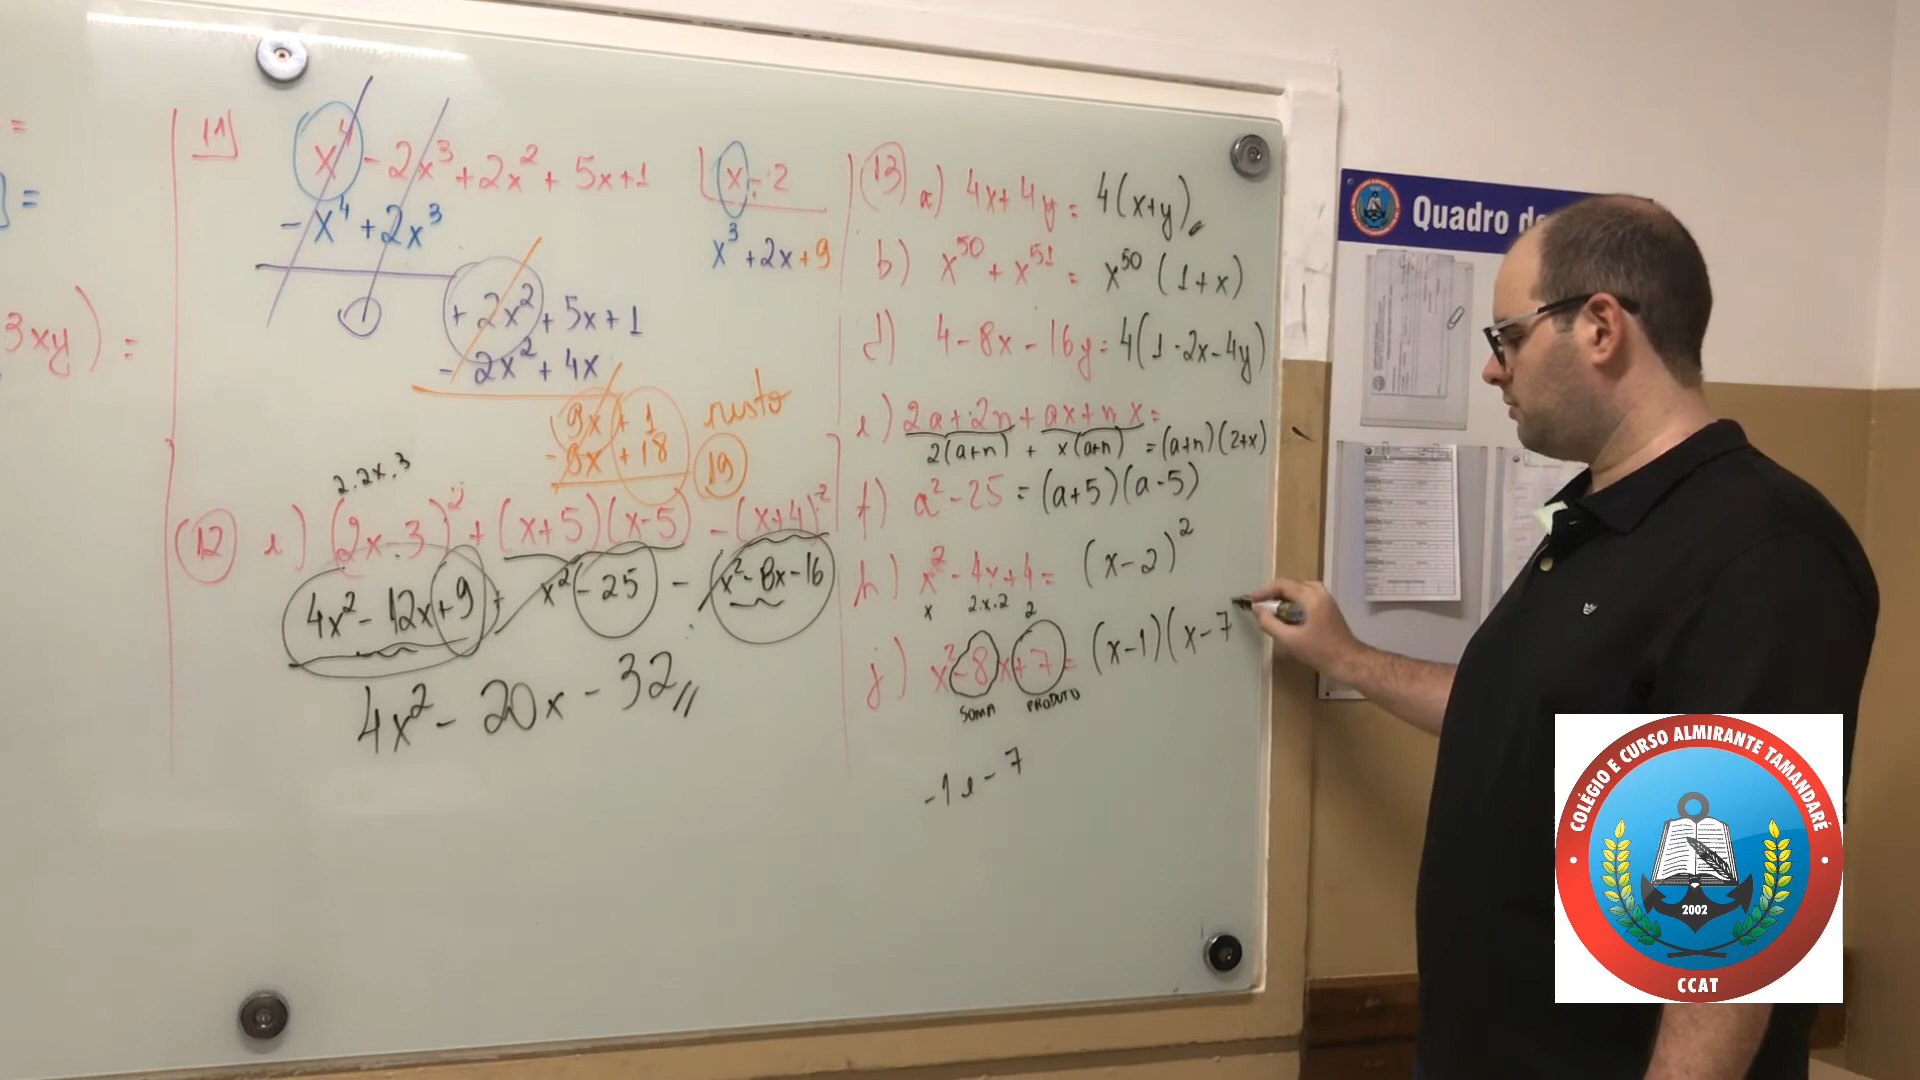 =
] =
3xy) =
11
x⁴ - 2x³ + 2x² + 5x + 1
x - 2
- x⁴ + 2x³
x³ + 2x + 9
+ 2x² + 5x + 1
- 2x² + 4x
9x + 1 resto
- 9x + 18
19
2.2x.3
12 e) (2x - 3)² + (x+5)(x-5) - (x+4)²
4x² - 12x + 9 + x² - 25 - x² - 8x - 16
4x² - 20x - 32
13 a) 4x + 4y = 4(x+y)
b) x⁵⁰ + x⁵¹ = x⁵⁰ (1+x)
d) 4 - 8x - 16y = 4(1 - 2x - 4y)
e) 2a + 2n + ax + n x =
2(a+n) + x(a+n) = (a+n)(2+x)
f) a² - 25 = (a+5)(a-5)
h) x² - 4x + 4 = (x-2)²
x 2.x.2 2
j) x² - 8x + 7 = (x-1)(x-7
SOMA PRODUTO
-1 e -7
Quadro de
COLÉGIO E CURSO ALMIRANTE TAMANDARÉ
2002
CCAT